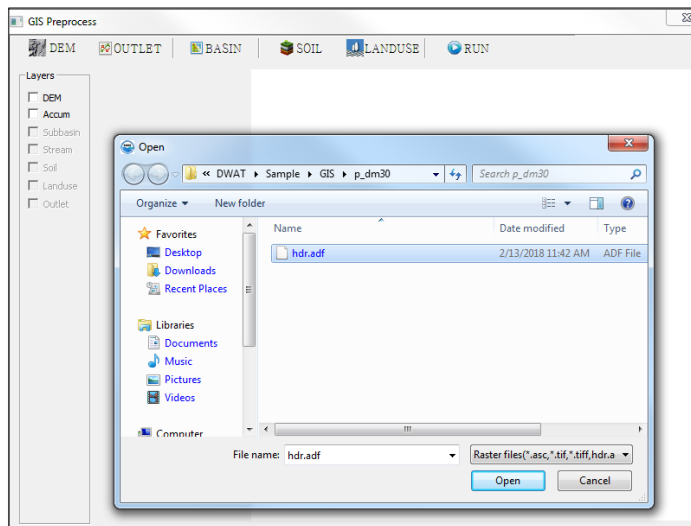 GIS Preprocess
DEM OUTLET BASIN SOIL LANDUSE RUN
Layers
DEM
Accum
Subbasin
Stream
Soil
Landuse
Outlet
Open
« DWAT Sample GIS p_dm30 Search p_dm30
Organize New folder
Favorites
Desktop
Downloads
Recent Places
Libraries
Documents
Music
Pictures
Videos
Computer
Name Date modified Type
hdr.adf 2/13/2018 11:42 AM ADF File
File name: hdr.adf Raster files(*.asc,*.tif,*.tiff,hdr.a
Open Cancel